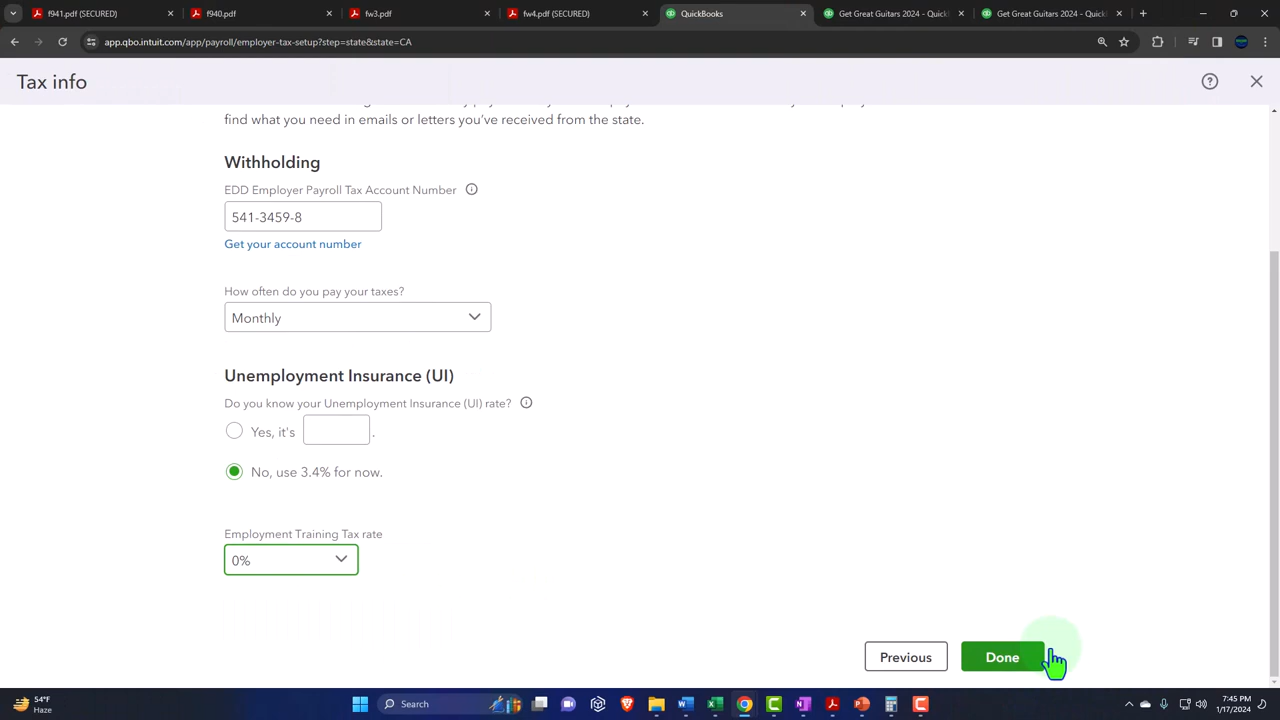 f941.pdf (SECURED)
f940.pdf
fw3.pdf
fw4.pdf (SECURED)
QuickBooks
Get Great Guitars 2024 - Quick
Get Great Guitars 2024 - Quick
app.qbo.intuit.com/app/payroll/employer-tax-setup?step=state&state=CA
Tax info
find what you need in emails or letters you've received from the state.
Withholding
EDD Employer Payroll Tax Account Number
541-3459-8
Get your account number
How often do you pay your taxes?
Monthly
Unemployment Insurance (UI)
Do you know your Unemployment Insurance (UI) rate?
Yes, it's .
No, use 3.4% for now.
Employment Training Tax rate
0%
Previous
Done
54°F
Haze
Search
7:45 PM
1/17/2024